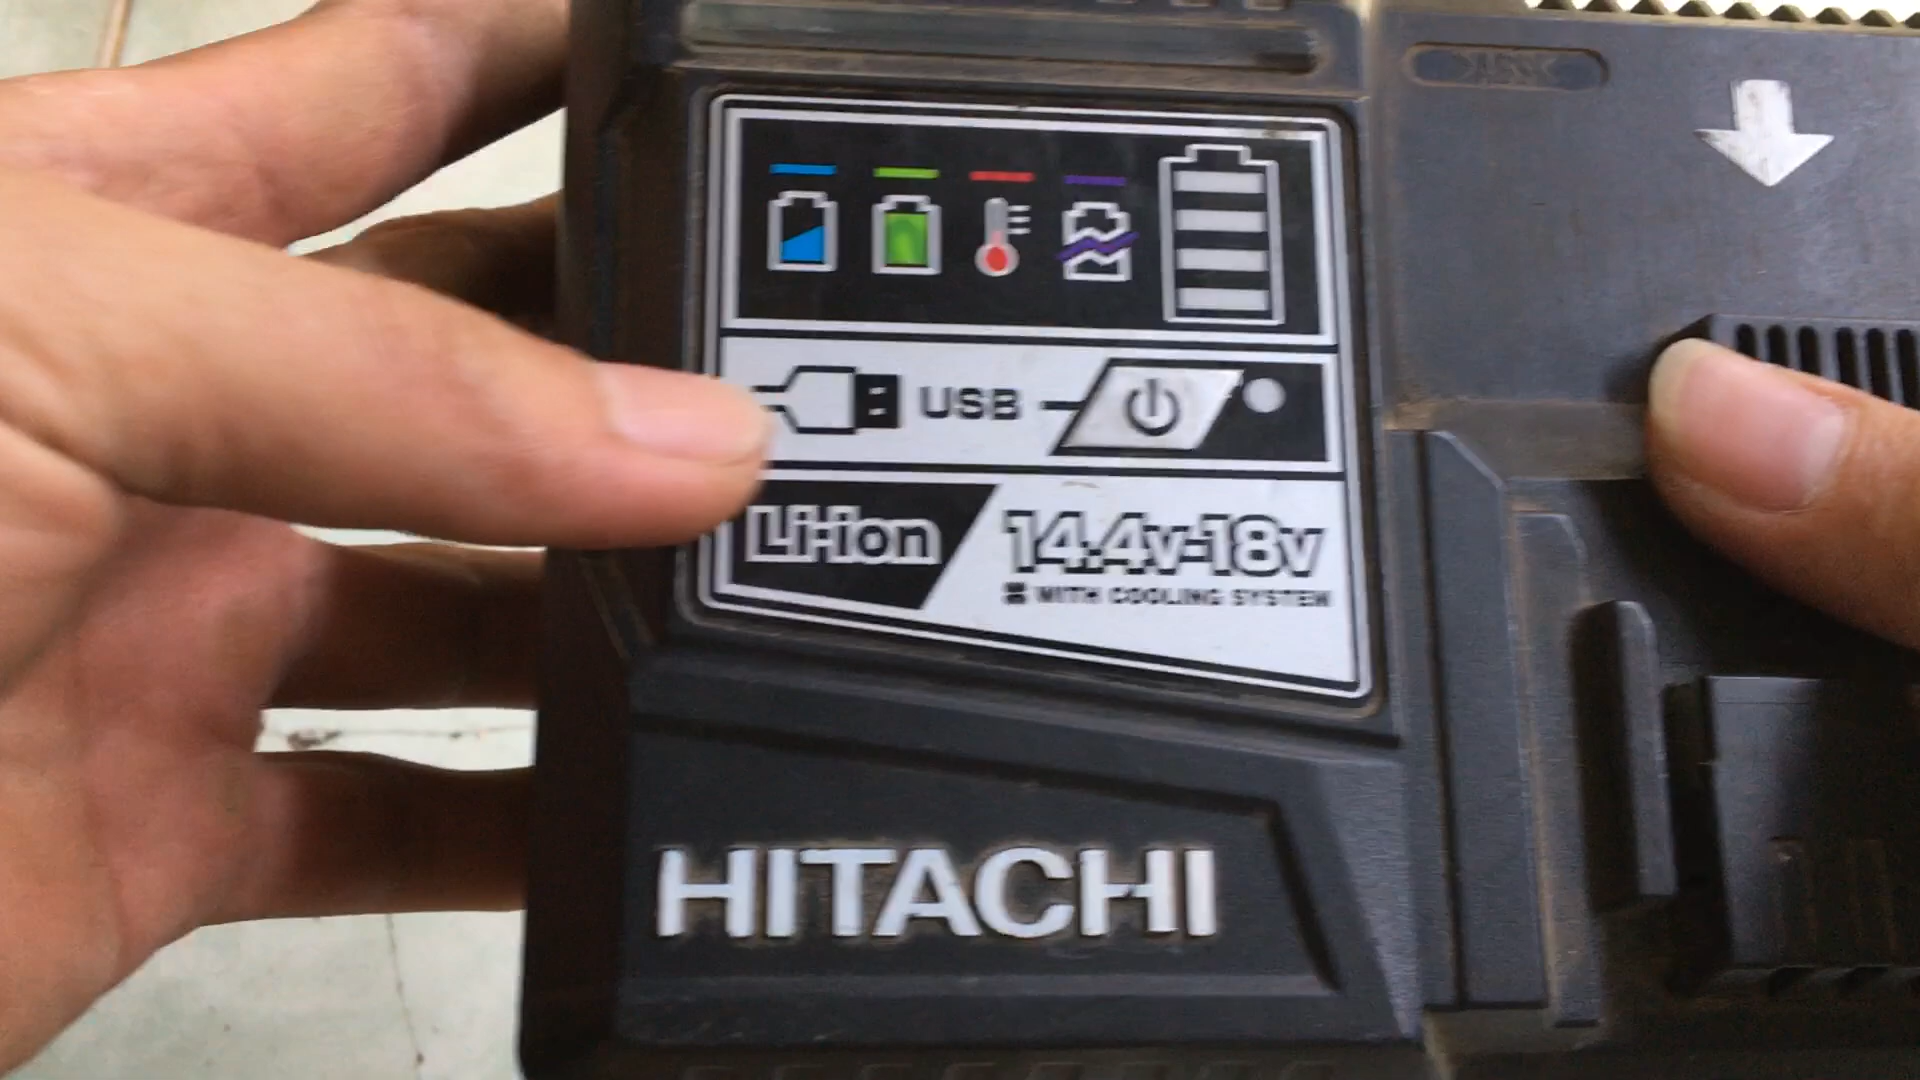 USB
Li-ion
14.4V-18V
WITH COOLING SYSTEM
HITACHI